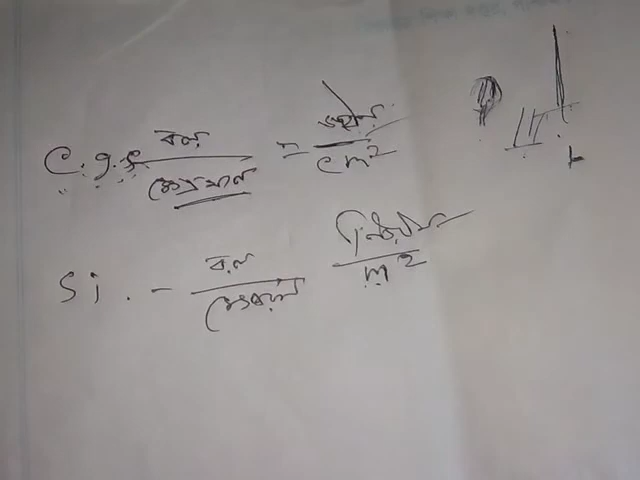 C.g.s বল / ক্ষেত্রফল = ডাইন / cm²
SI. - বল / ক্ষেত্রফল নিউটন / m²